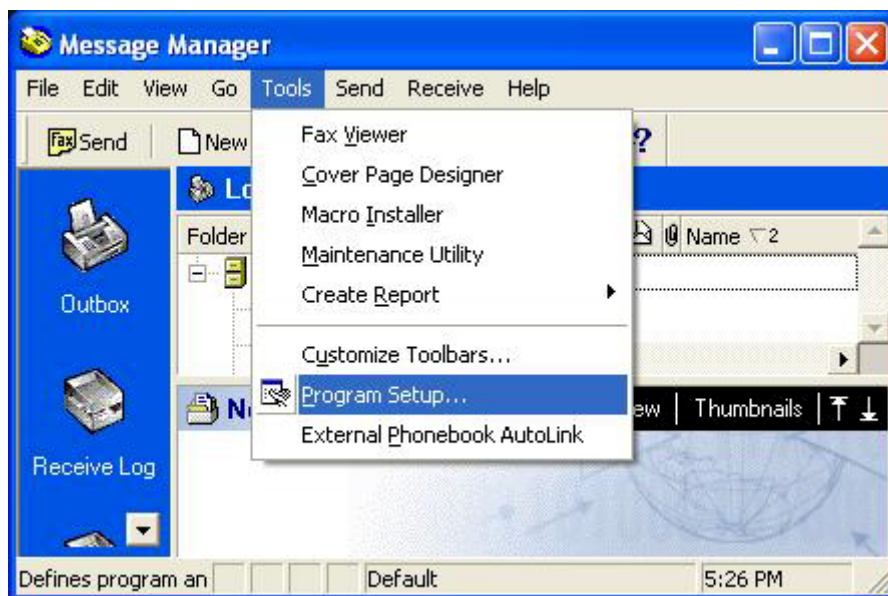 Message Manager
File Edit View Go Tools Send Receive Help
Fax Send New ?
Fax Viewer
Cover Page Designer
Macro Installer
Maintenance Utility
Create Report
Customize Toolbars...
Program Setup...
External Phonebook AutoLink
Folder Name 2
Outbox
Thumbnails
Receive Log
Defines program an Default 5:26 PM